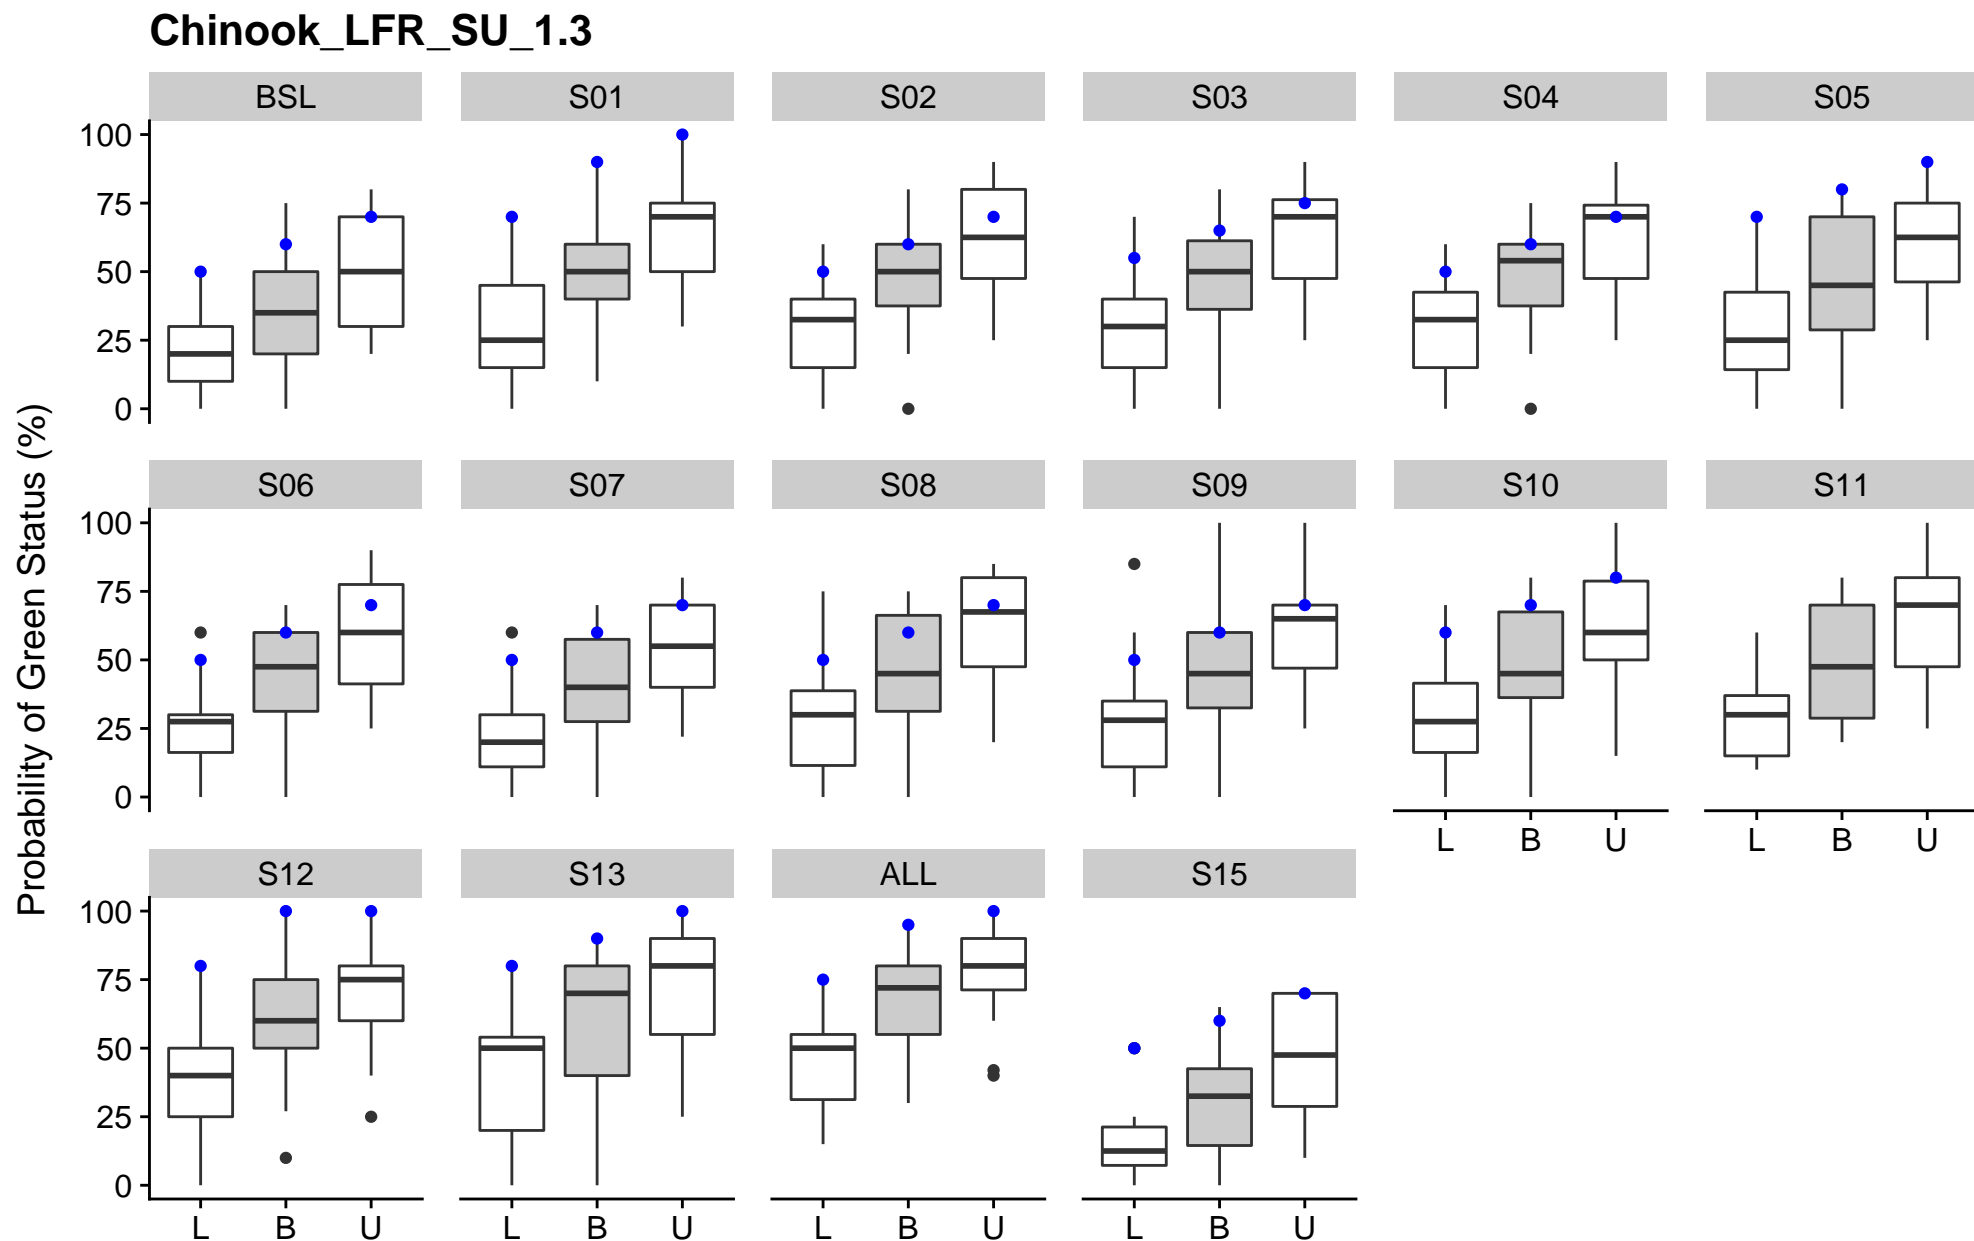 Chinook_LFR_SU_1.3
BSL S01 S02 S03 S04 S05
100
75
50
25
0
Probability of Green Status (%)
S06 S07 S08 S09 S10 S11
100
75
50
25
0
L B U L B U
S12 S13 ALL S15
100
75
50
25
0
L B U L B U L B U L B U